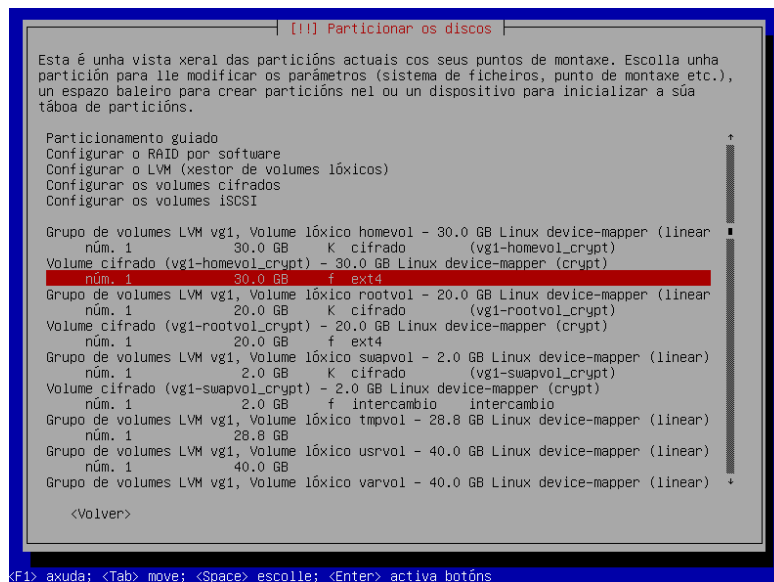 [!!] Particionar os discos
Esta é unha vista xeral das particións actuais cos seus puntos de montaxe. Escolla unha
partición para lle modificar os parámetros (sistema de ficheiros, punto de montaxe etc.),
un espazo baleiro para crear particións nel ou un dispositivo para inicializar a súa
táboa de particións.
Particionamento guiado
Configurar o RAID por software
Configurar o LVM (xestor de volumes lóxicos)
Configurar os volumes cifrados
Configurar os volumes iSCSI
Grupo de volumes LVM vg1, Volume lóxico homevol - 30.0 GB Linux device-mapper (linear
núm. 1 30.0 GB K cifrado (vg1-homevol_crypt)
Volume cifrado (vg1-homevol_crypt) - 30.0 GB Linux device-mapper (crypt)
núm. 1 30.0 GB f ext4
Grupo de volumes LVM vg1, Volume lóxico rootvol - 20.0 GB Linux device-mapper (linear
núm. 1 20.0 GB K cifrado (vg1-rootvol_crypt)
Volume cifrado (vg1-rootvol_crypt) - 20.0 GB Linux device-mapper (crypt)
núm. 1 20.0 GB f ext4
Grupo de volumes LVM vg1, Volume lóxico swapvol - 2.0 GB Linux device-mapper (linear)
núm. 1 2.0 GB K cifrado (vg1-swapvol_crypt)
Volume cifrado (vg1-swapvol_crypt) - 2.0 GB Linux device-mapper (crypt)
núm. 1 2.0 GB f intercambio intercambio
Grupo de volumes LVM vg1, Volume lóxico tmpvol - 28.8 GB Linux device-mapper (linear)
núm. 1 28.8 GB
Grupo de volumes LVM vg1, Volume lóxico usrvol - 40.0 GB Linux device-mapper (linear)
núm. 1 40.0 GB
Grupo de volumes LVM vg1, Volume lóxico varvol - 40.0 GB Linux device-mapper (linear)
<Volver>
<F1> axuda; <Tab> move; <Space> escolle; <Enter> activa botóns